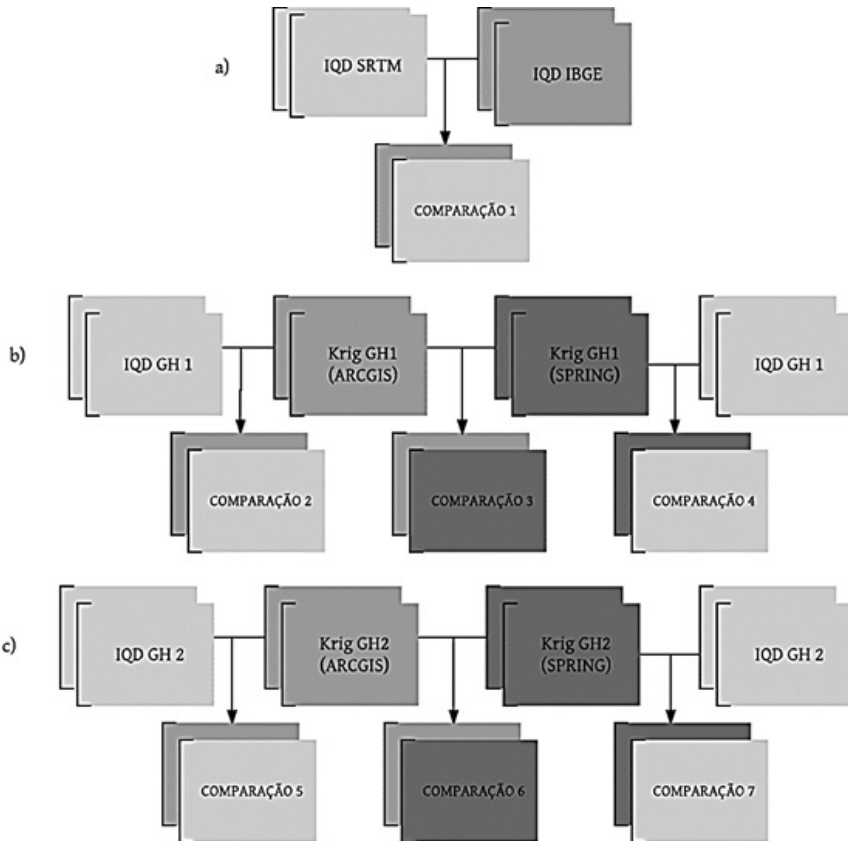 a)
IQD SRTM
IQD IBGE
COMPARAÇÃO 1
b)
IQD GH 1
Krig GH1
(ARCGIS)
Krig GH1
(SPRING)
IQD GH 1
COMPARAÇÃO 2
COMPARAÇÃO 3
COMPARAÇÃO 4
c)
IQD GH 2
Krig GH2
(ARCGIS)
Krig GH2
(SPRING)
IQD GH 2
COMPARAÇÃO 5
COMPARAÇÃO 6
COMPARAÇÃO 7